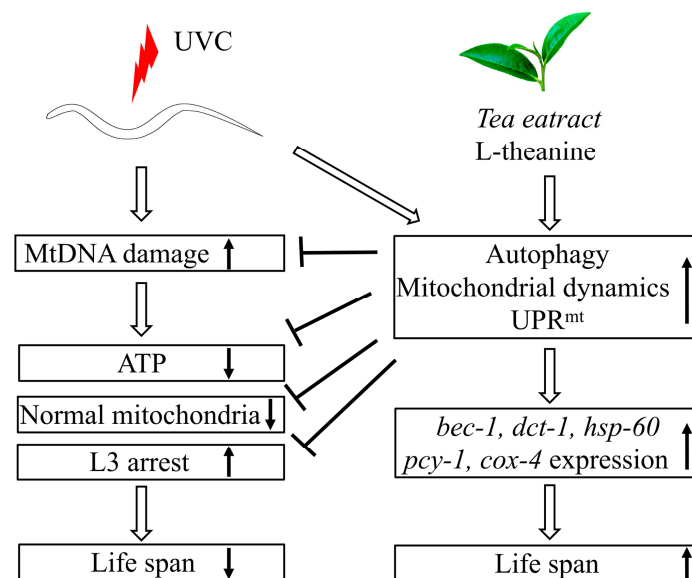 UVC
Tea eatract
L-theanine
MtDNA damage
ATP
Normal mitochondria
L3 arrest
Life span
Autophagy
Mitochondrial dynamics
UPRmt
bec-1, dct-1, hsp-60
pcy-1, cox-4 expression
Life span